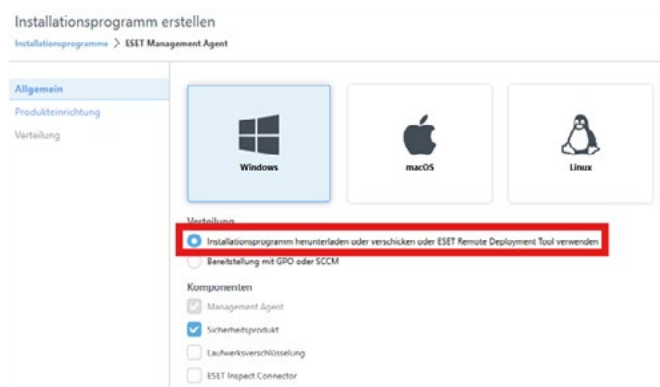 Installationsprogramm erstellen
Installationsprogramme > ESET Management Agent
Allgemein
Produkteinrichtung
Verteilung
Windows
macOS
Linux
Verteilung
Installationsprogramm herunterladen oder verschicken oder ESET Remote Deployment Tool verwenden
Bereitstellung mit GPO oder SCCM
Komponenten
Management Agent
Sicherheitsprodukt
Laufwerksverschlüsselung
ESET Inspect Connector